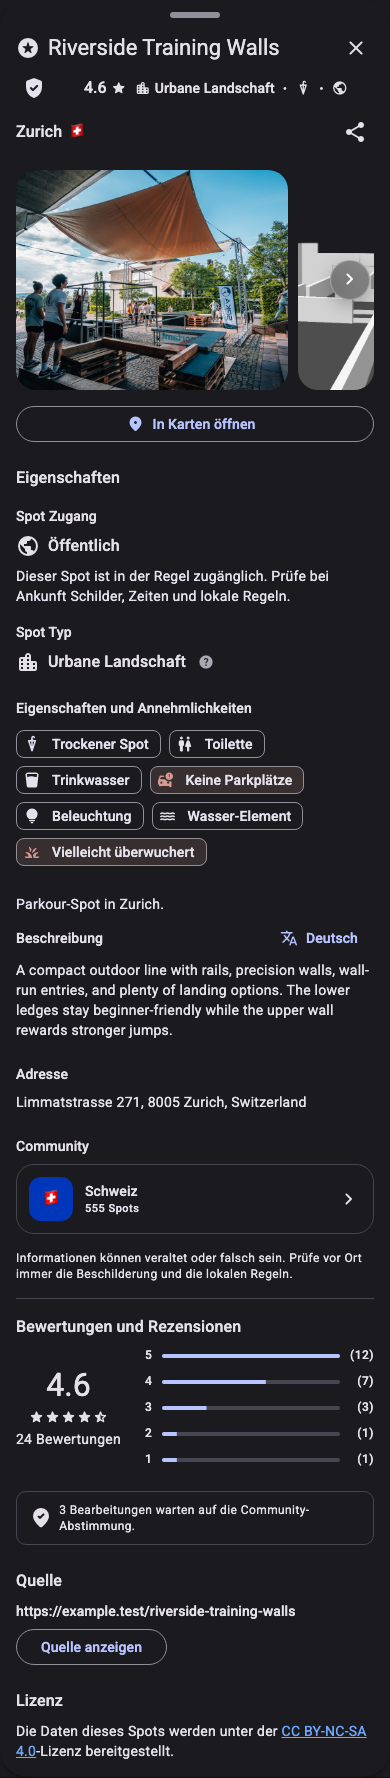 Riverside Training Walls
4.6 Urbane Landschaft · ·
Zurich
In Karten öffnen
Eigenschaften
Spot Zugang
Öffentlich
Dieser Spot ist in der Regel zugänglich. Prüfe bei
Ankunft Schilder, Zeiten und lokale Regeln.
Spot Typ
Urbane Landschaft
Eigenschaften und Annehmlichkeiten
Trockener Spot Toilette
Trinkwasser Keine Parkplätze
Beleuchtung Wasser-Element
Vielleicht überwuchert
Parkour-Spot in Zurich.
Beschreibung Deutsch
A compact outdoor line with rails, precision walls, wall-
run entries, and plenty of landing options. The lower
ledges stay beginner-friendly while the upper wall
rewards stronger jumps.
Adresse
Limmatstrasse 271, 8005 Zurich, Switzerland
Community
Schweiz
555 Spots
Informationen können veraltet oder falsch sein. Prüfe vor Ort
immer die Beschilderung und die lokalen Regeln.
Bewertungen und Rezensionen
5 (12)
4 (7)
3 (3)
2 (1)
1 (1)
4.6
24 Bewertungen
3 Bearbeitungen warten auf die Community-
Abstimmung.
Quelle
https://example.test/riverside-training-walls
Quelle anzeigen
Lizenz
Die Daten dieses Spots werden unter der CC BY-NC-SA
4.0-Lizenz bereitgestellt.